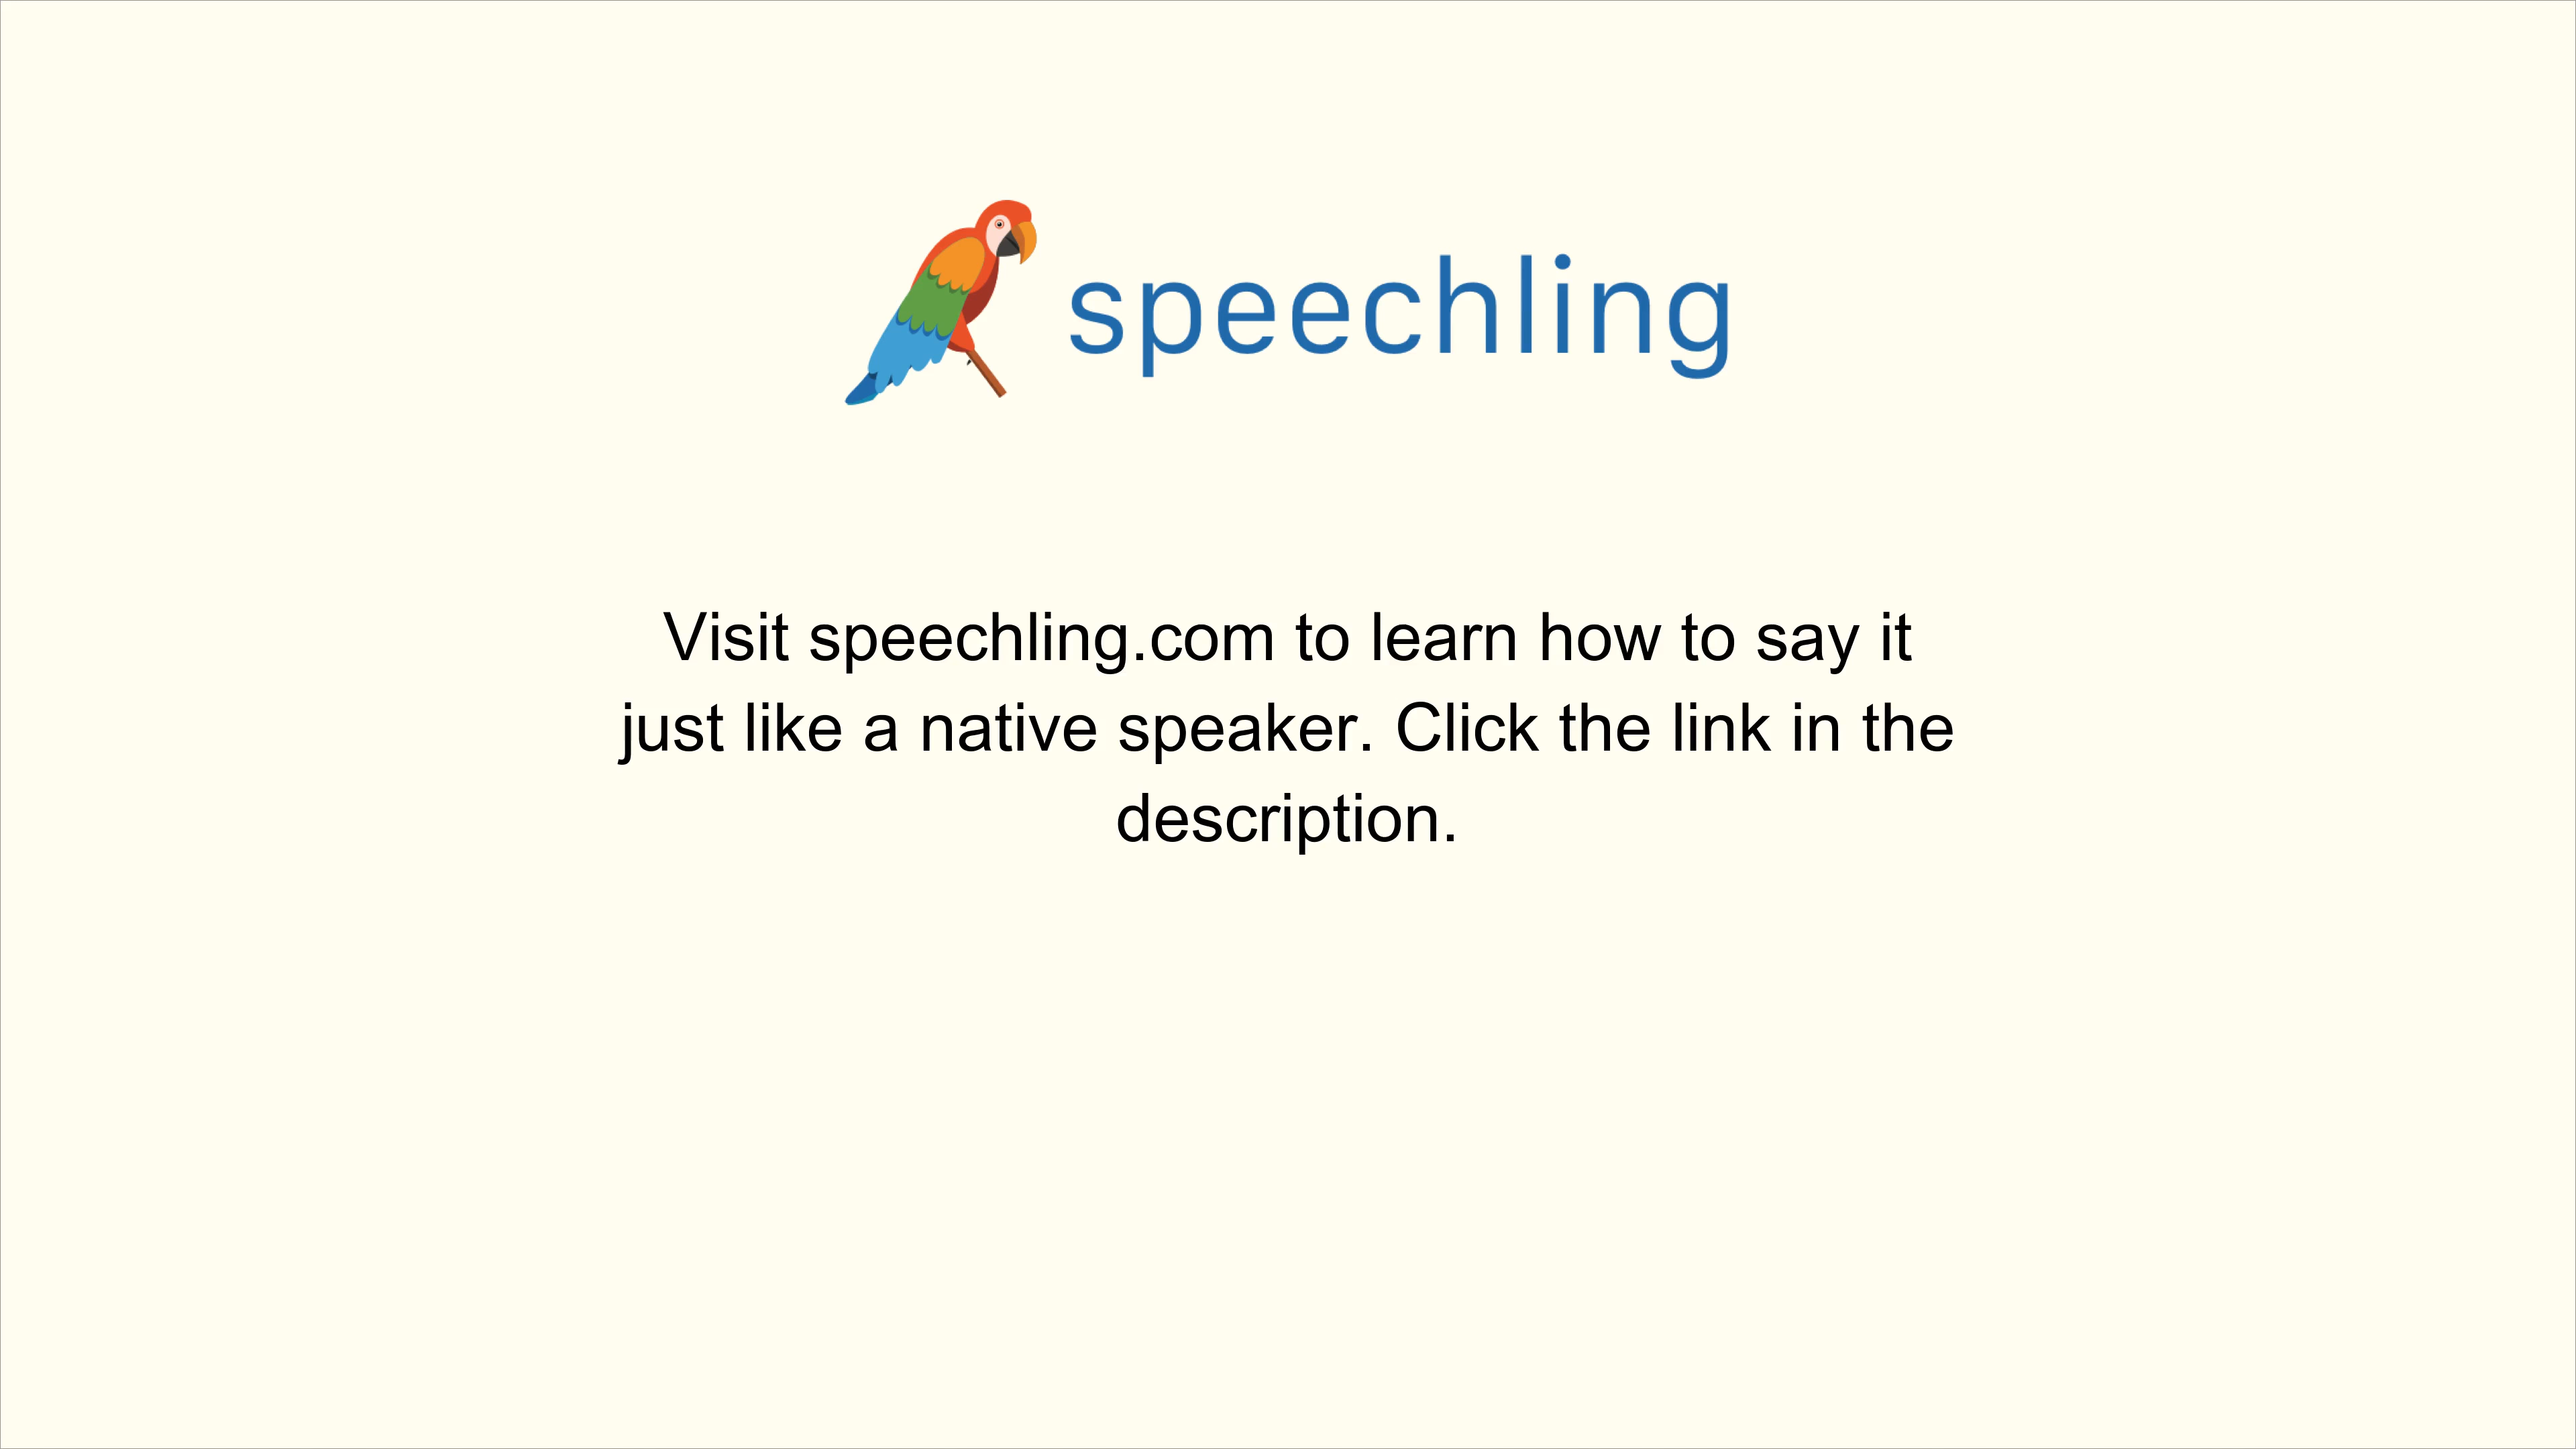 speechling
Visit speechling.com to learn how to say it
just like a native speaker. Click the link in the
description.